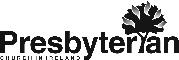 Presbyterian
CHURCH IN IRELAND